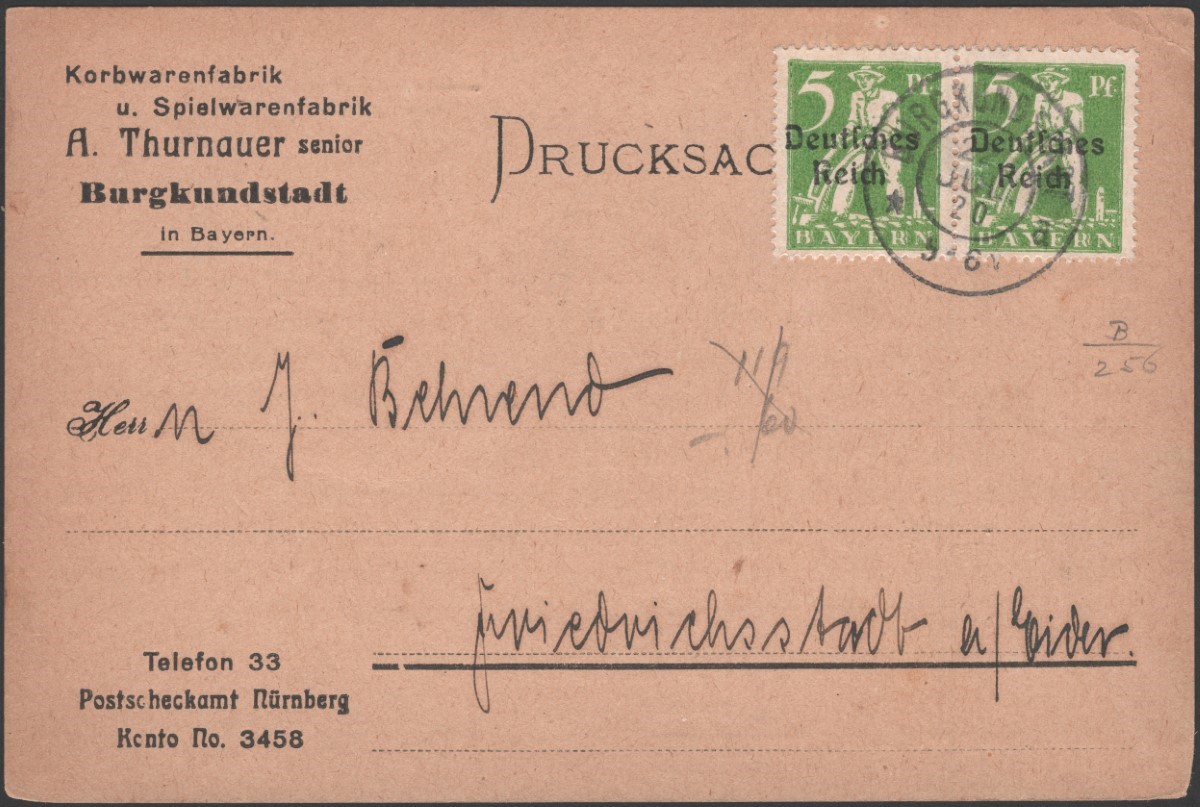 Korbwarenfabrik
u. Spielwarenfabrik
A. Thurnauer senior
Burgkundstadt
in Bayern.
DRUCKSAC
5 Pf
Deutsches
Reich
BAYERN
5 Pf
Deutsches
Reich
BAYERN
20
a
B
256
Herrn J. Behrend
Friedrichsstadt a/Eider.
Telefon 33
Postscheckamt Nürnberg
Konto No. 3458